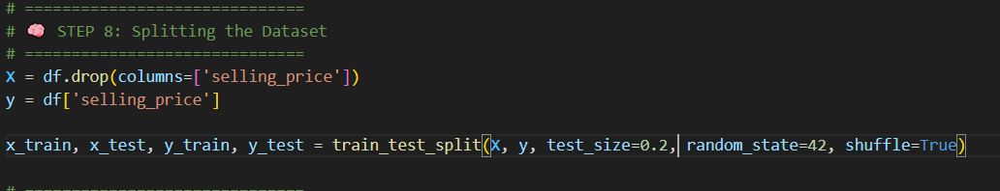 # ==============================
# 🧠 STEP 8: Splitting the Dataset
# ==============================
X = df.drop(columns=['selling_price'])
y = df['selling_price']
x_train, x_test, y_train, y_test = train_test_split(X, y, test_size=0.2, random_state=42, shuffle=True)
# ==============================